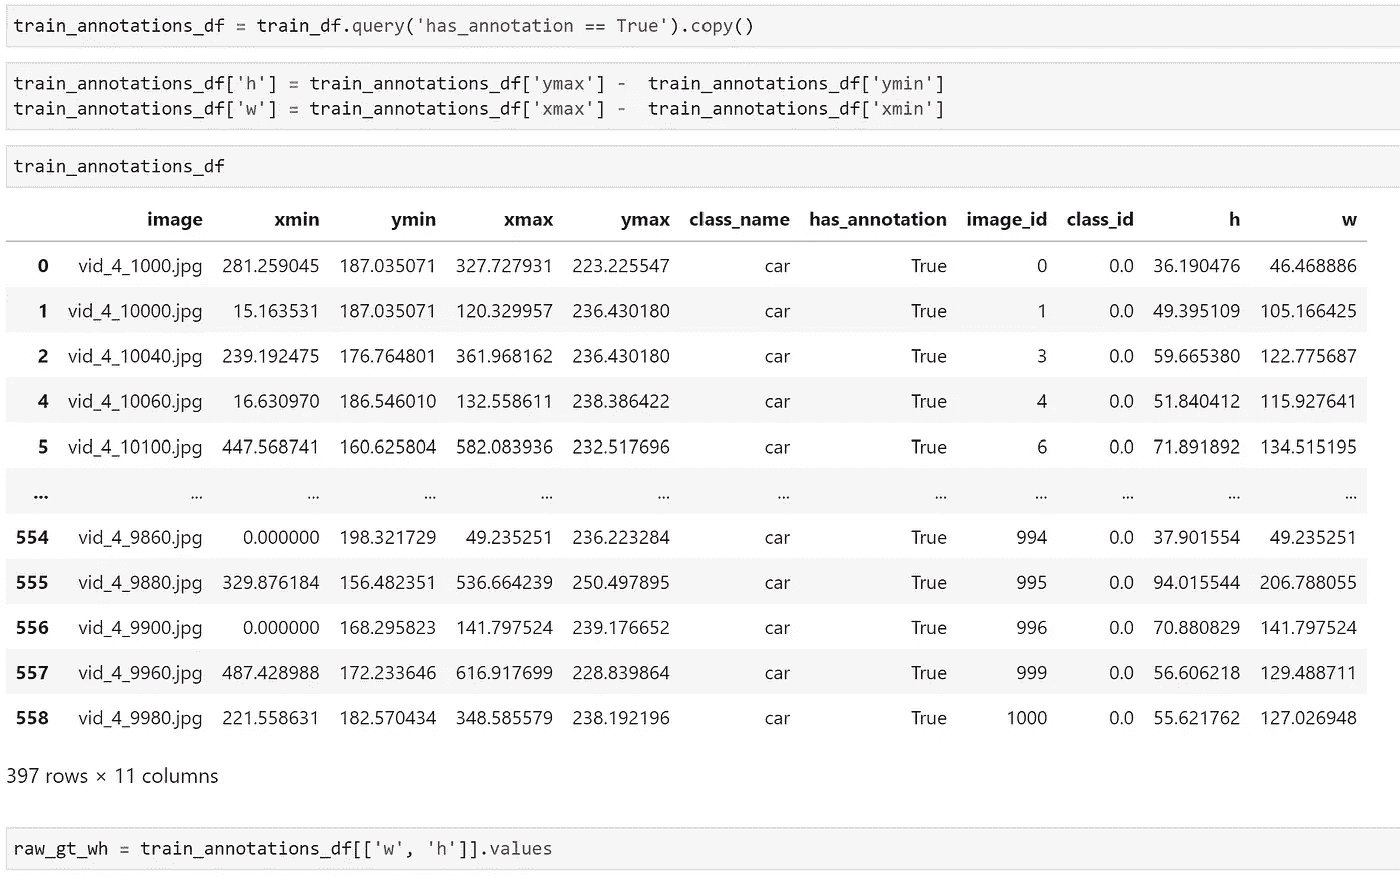 train_annotations_df = train_df.query('has_annotation == True').copy()
train_annotations_df['h'] = train_annotations_df['ymax'] -  train_annotations_df['ymin']
train_annotations_df['w'] = train_annotations_df['xmax'] -  train_annotations_df['xmin']
train_annotations_df
image xmin ymin xmax ymax class_name has_annotation image_id class_id h w
0 vid_4_1000.jpg 281.259045 187.035071 327.727931 223.225547 car True 0 0.0 36.190476 46.468886
1 vid_4_10000.jpg 15.163531 187.035071 120.329957 236.430180 car True 1 0.0 49.395109 105.166425
2 vid_4_10040.jpg 239.192475 176.764801 361.968162 236.430180 car True 3 0.0 59.665380 122.775687
4 vid_4_10060.jpg 16.630970 186.546010 132.558611 238.386422 car True 4 0.0 51.840412 115.927641
5 vid_4_10100.jpg 447.568741 160.625804 582.083936 232.517696 car True 6 0.0 71.891892 134.515195
... ... ... ... ... ... ... ... ... ... ... ...
554 vid_4_9860.jpg 0.000000 198.321729 49.235251 236.223284 car True 994 0.0 37.901554 49.235251
555 vid_4_9880.jpg 329.876184 156.482351 536.664239 250.497895 car True 995 0.0 94.015544 206.788055
556 vid_4_9900.jpg 0.000000 168.295823 141.797524 239.176652 car True 996 0.0 70.880829 141.797524
557 vid_4_9960.jpg 487.428988 172.233646 616.917699 228.839864 car True 999 0.0 56.606218 129.488711
558 vid_4_9980.jpg 221.558631 182.570434 348.585579 238.192196 car True 1000 0.0 55.621762 127.026948
397 rows × 11 columns
raw_gt_wh = train_annotations_df[['w', 'h']].values